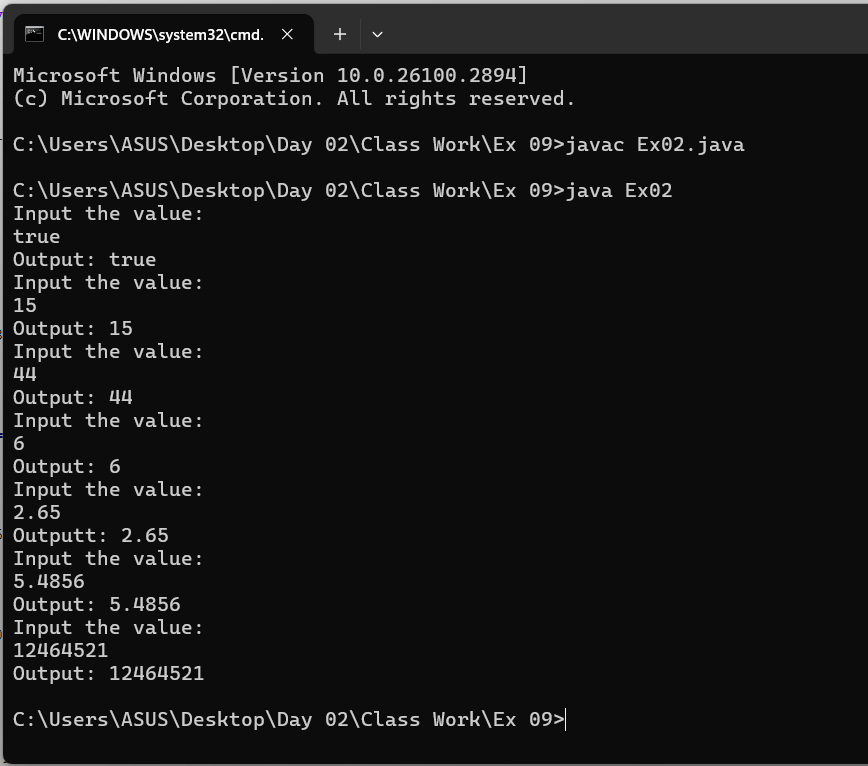 C:\WINDOWS\system32\cmd.
Microsoft Windows [Version 10.0.26100.2894]
(c) Microsoft Corporation. All rights reserved.
C:\Users\ASUS\Desktop\Day 02\Class Work\Ex 09>javac Ex02.java
C:\Users\ASUS\Desktop\Day 02\Class Work\Ex 09>java Ex02
Input the value:
true
Output: true
Input the value:
15
Output: 15
Input the value:
44
Output: 44
Input the value:
6
Output: 6
Input the value:
2.65
Outputt: 2.65
Input the value:
5.4856
Output: 5.4856
Input the value:
12464521
Output: 12464521
C:\Users\ASUS\Desktop\Day 02\Class Work\Ex 09>